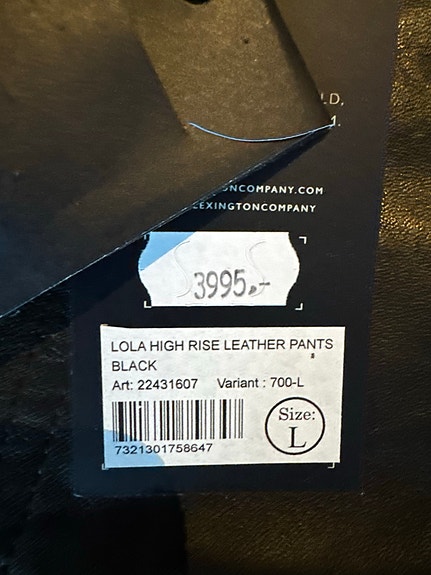 LD,
1.
ONCOMPANY.COM
LEXINGTONCOMPANY
3995.-
LOLA HIGH RISE LEATHER PANTS
BLACK
Art: 22431607 Variant : 700-L
7321301758647
Size:
L